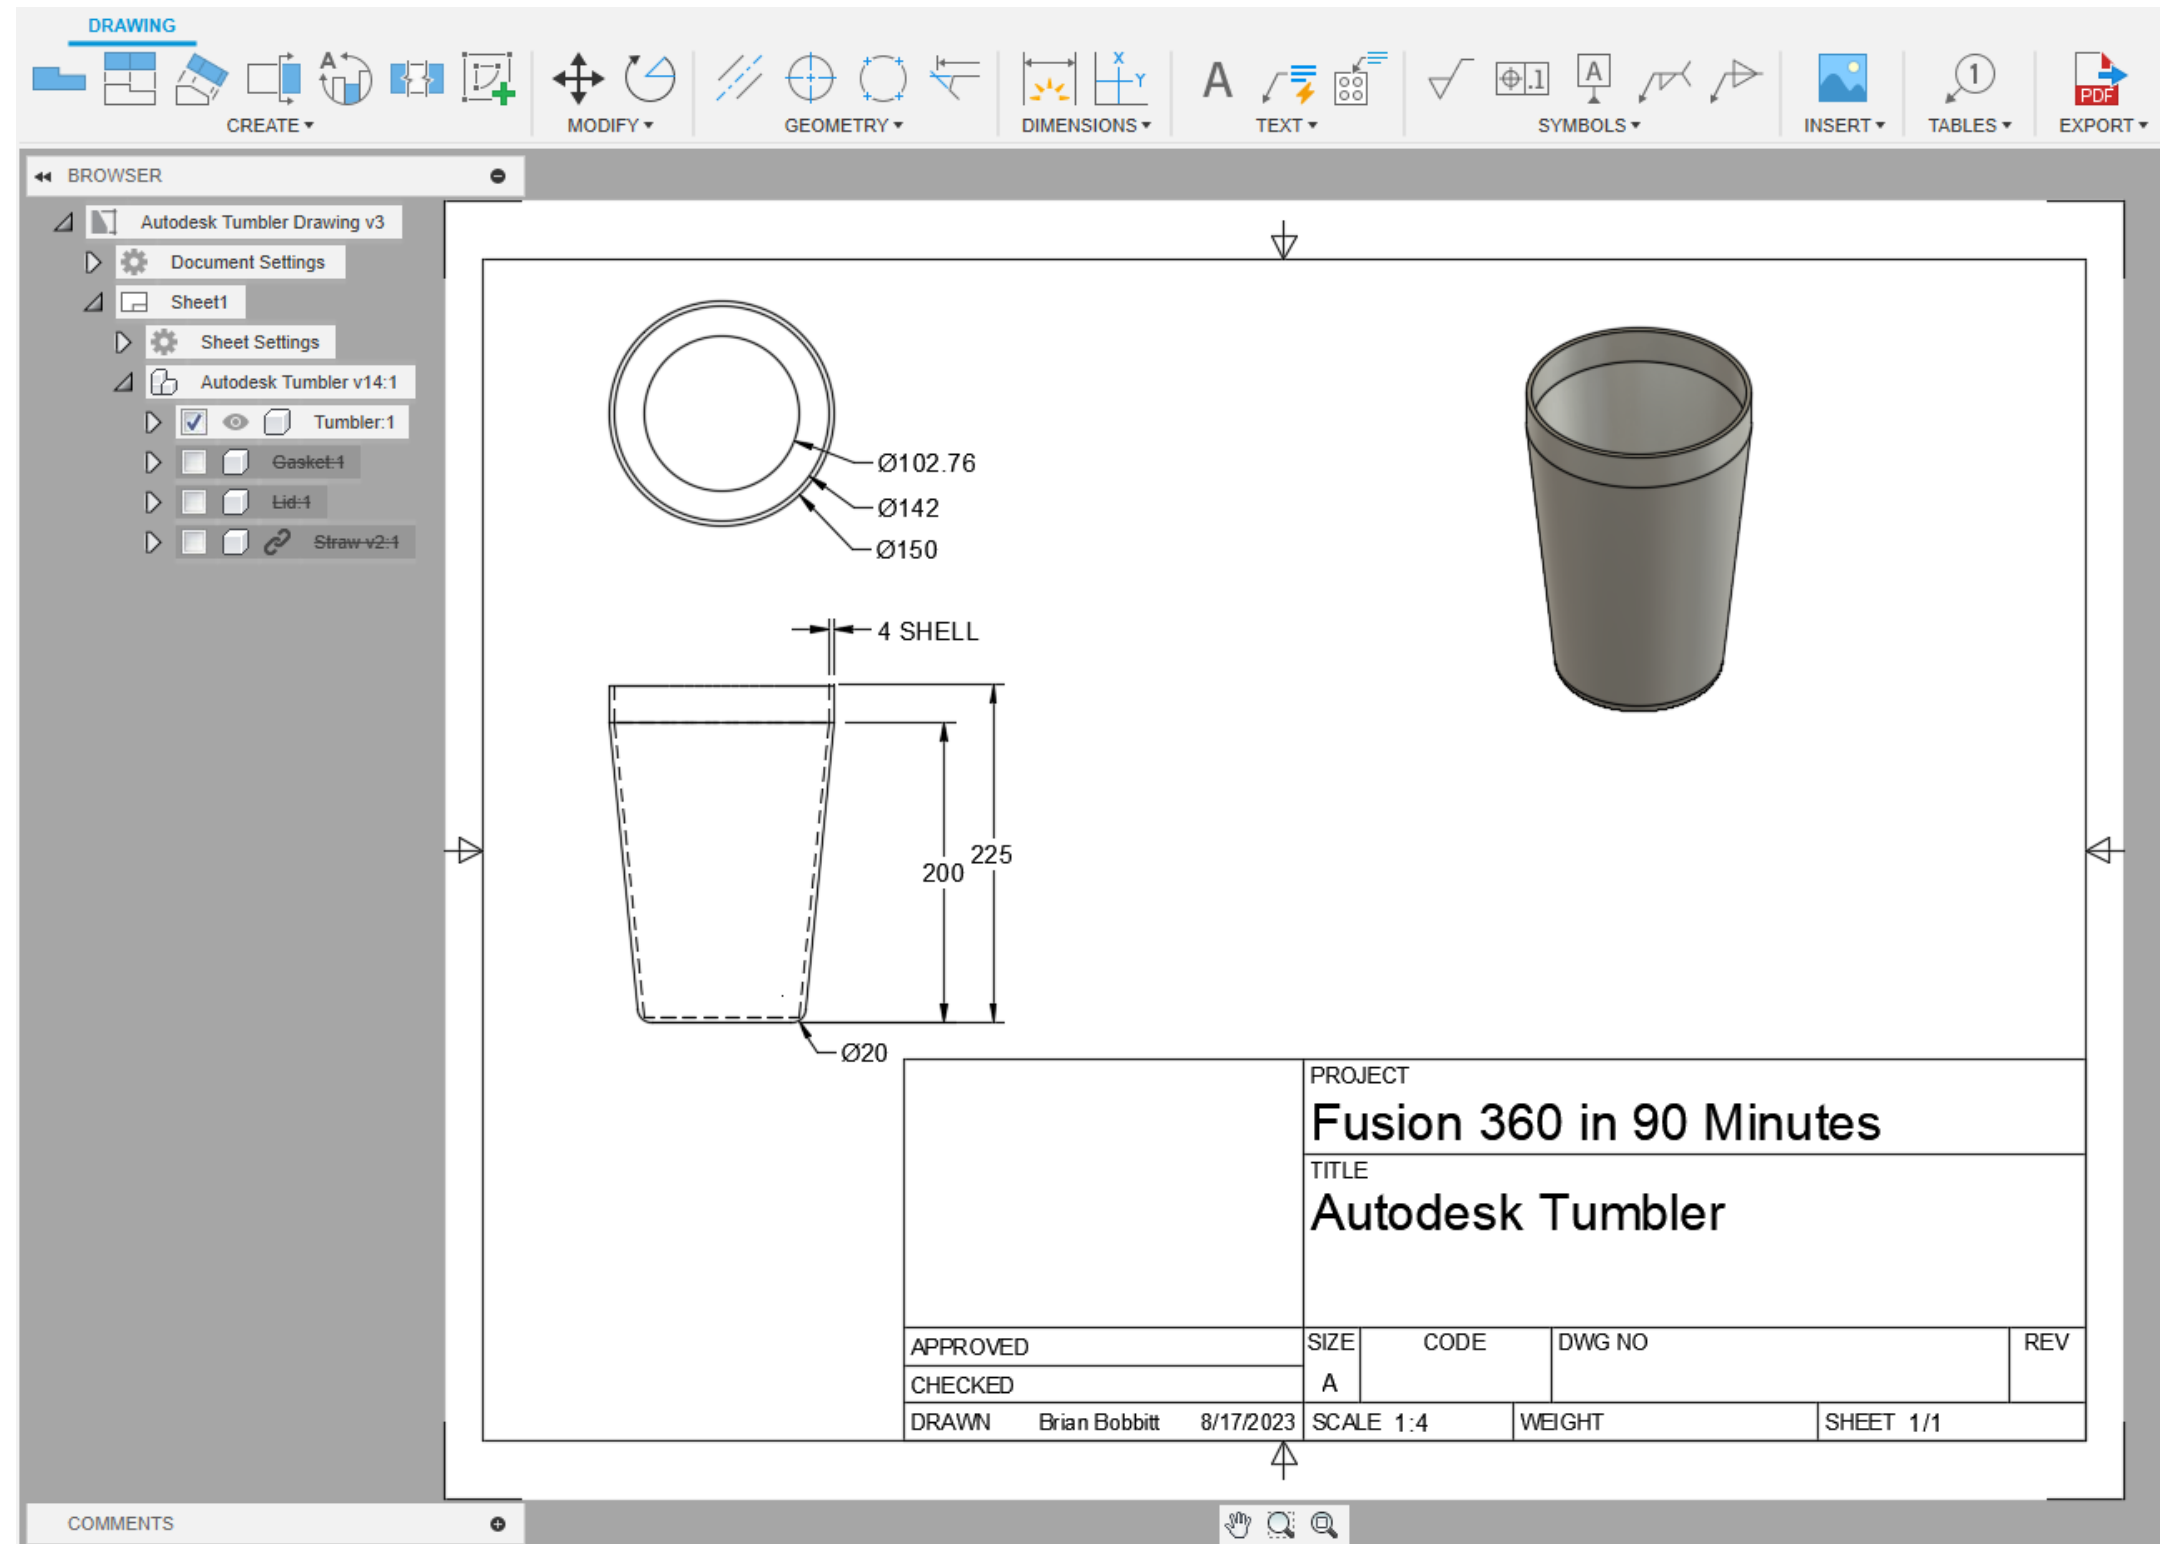 DRAWING
CREATE MODIFY GEOMETRY DIMENSIONS TEXT SYMBOLS INSERT TABLES EXPORT
A
X
Y
A
.1
A
1
PDF
BROWSER
Autodesk Tumbler Drawing v3
Document Settings
Sheet1
Sheet Settings
Autodesk Tumbler v14:1
Tumbler:1
Gasket:1
Lid:1
Straw v2:1
Ø102.76
Ø142
Ø150
4 SHELL
225
200
Ø20
PROJECT
Fusion 360 in 90 Minutes
TITLE
Autodesk Tumbler
APPROVED
CHECKED
DRAWN Brian Bobbitt 8/17/2023
SIZE CODE DWG NO REV
A
SCALE 1:4 WEIGHT SHEET 1/1
COMMENTS